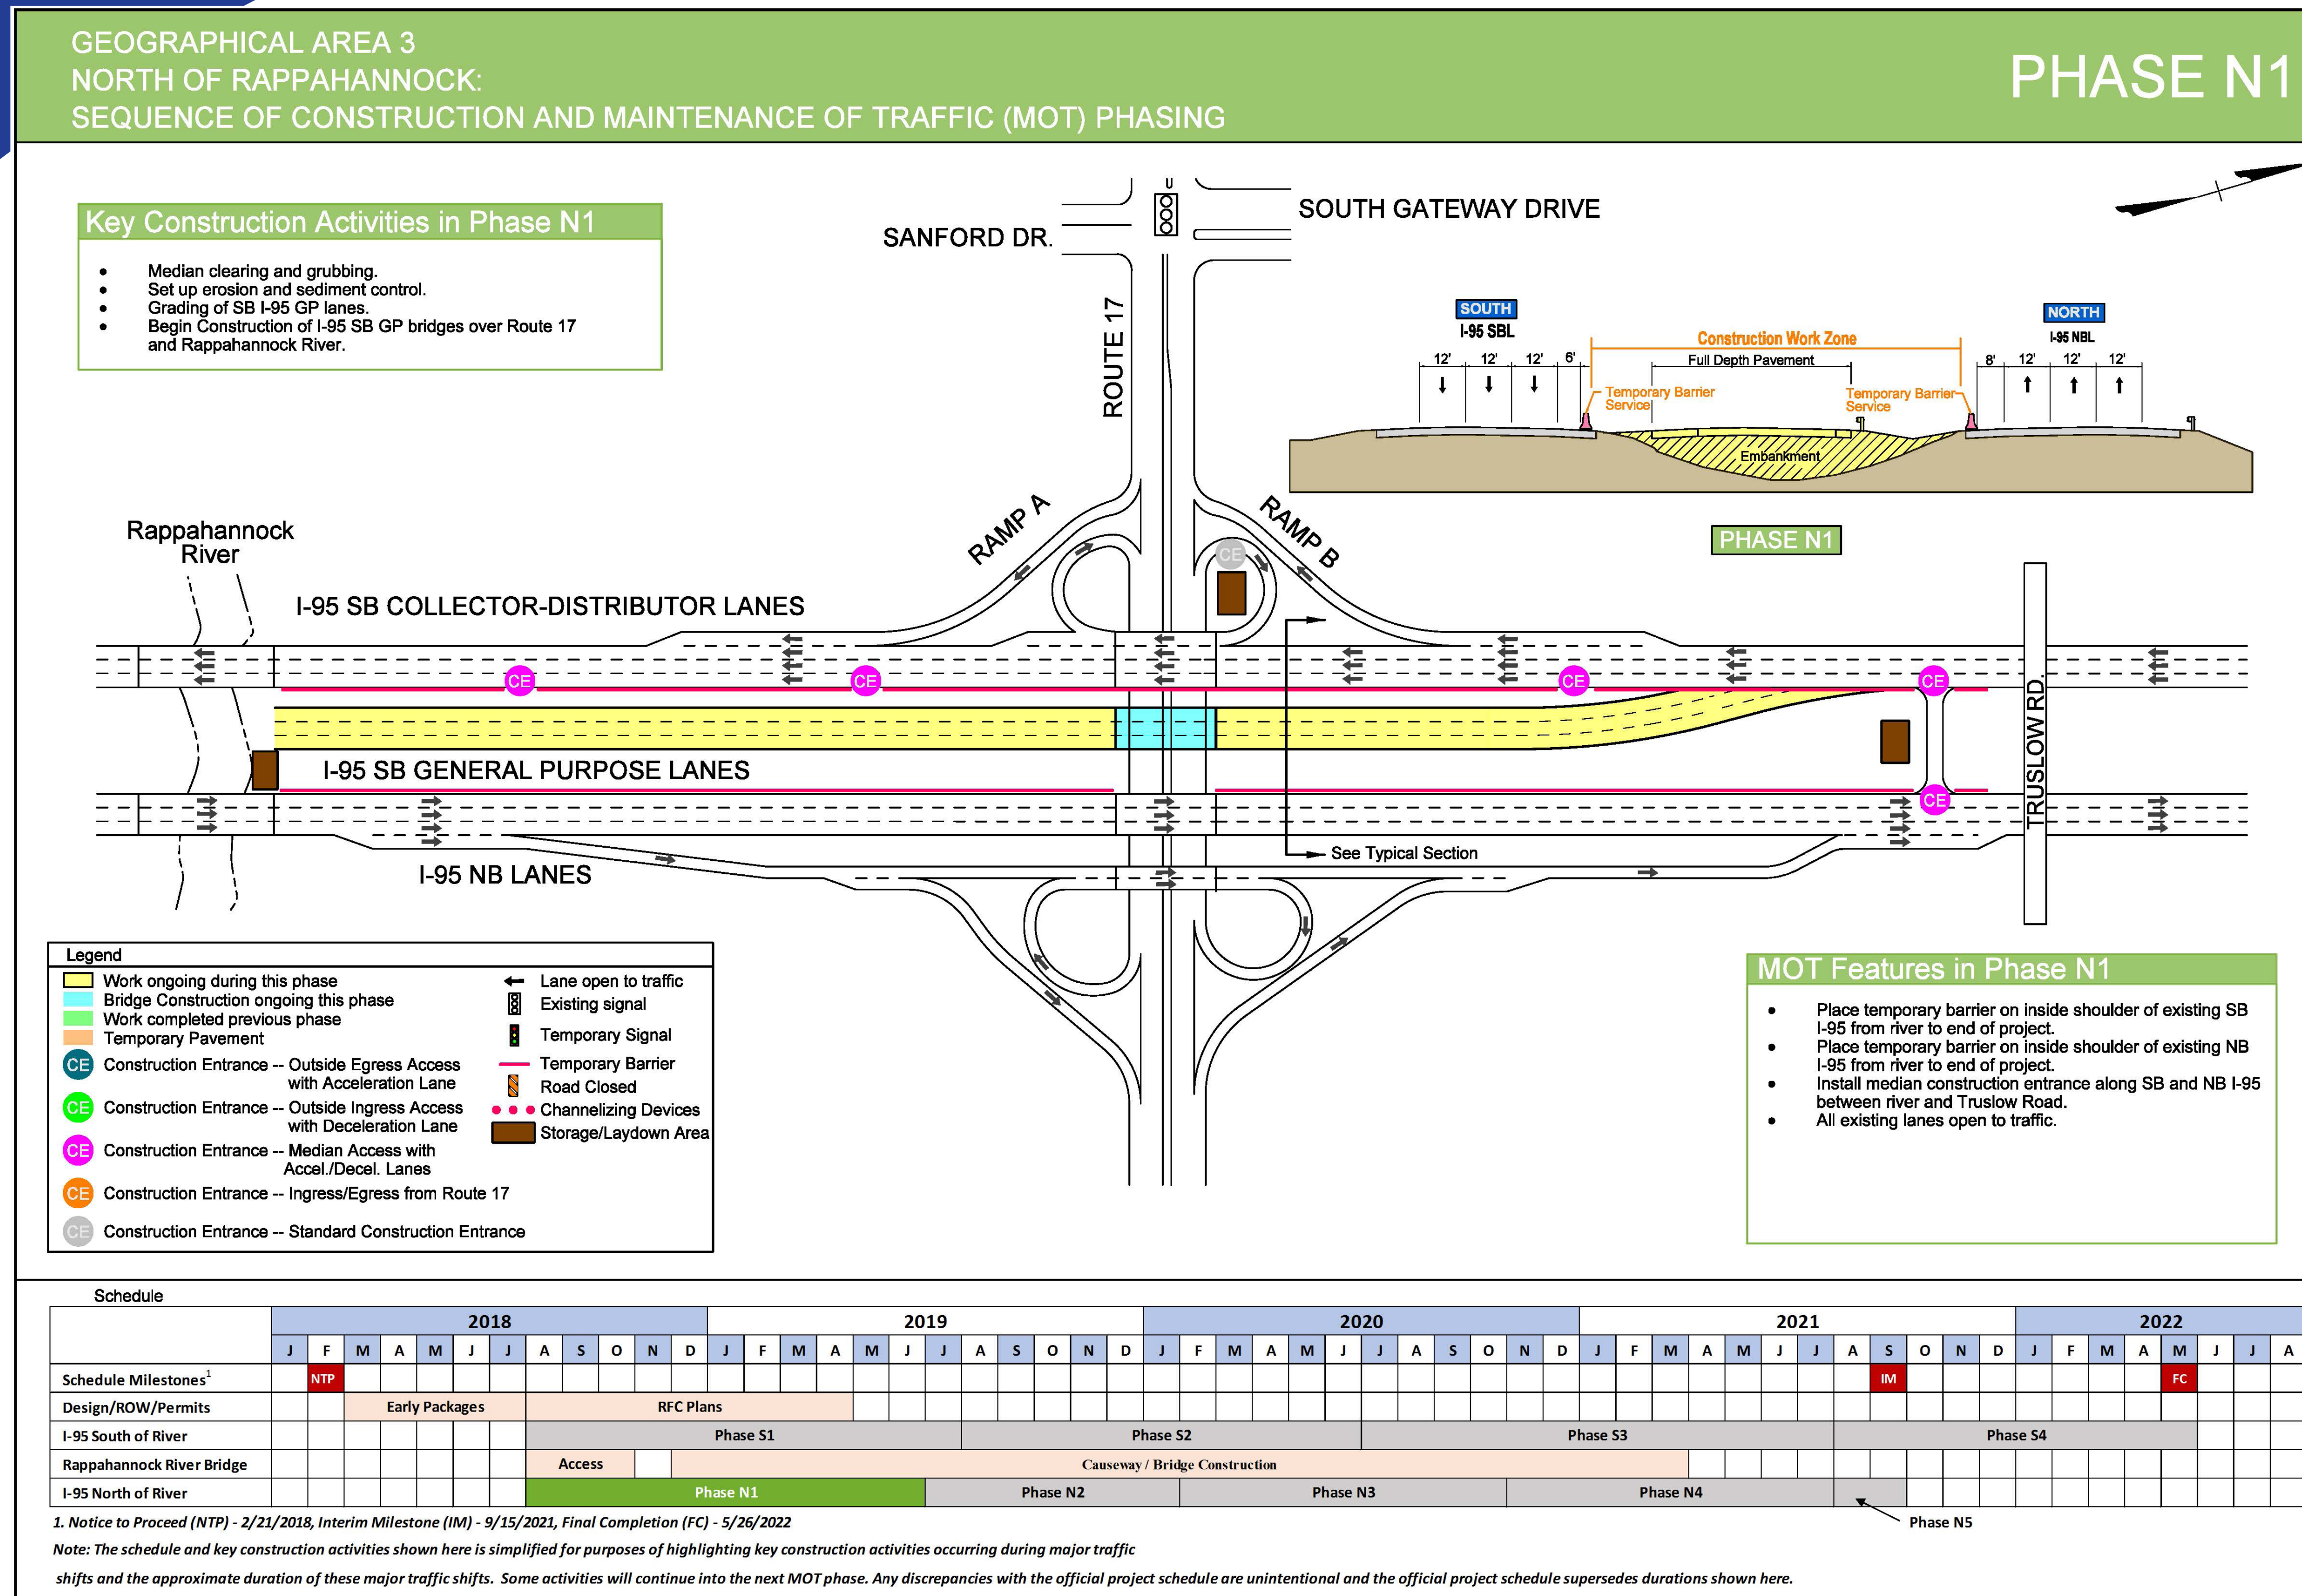 GEOGRAPHICAL AREA 3
NORTH OF RAPPAHANNOCK:
SEQUENCE OF CONSTRUCTION AND MAINTENANCE OF TRAFFIC (MOT) PHASING
PHASE N1
Key Construction Activities in Phase N1
• Median clearing and grubbing.
• Set up erosion and sediment control.
• Grading of SB I-95 GP lanes.
• Begin Construction of I-95 SB GP bridges over Route 17
and Rappahannock River.
SANFORD DR.
SOUTH GATEWAY DRIVE
ROUTE 17
SOUTH
I-95 SBL
NORTH
I-95 NBL
Construction Work Zone
Full Depth Pavement
12' 12' 12' 6'
8' 12' 12' 12'
Temporary Barrier
Service
Temporary Barrier
Service
Embankment
PHASE N1
Rappahannock
River
RAMP A
RAMP B
CE
I-95 SB COLLECTOR-DISTRIBUTOR LANES
CE
CE
CE
CE
I-95 SB GENERAL PURPOSE LANES
TRUSLOW RD.
CE
See Typical Section
I-95 NB LANES
Legend
Work ongoing during this phase
Bridge Construction ongoing this phase
Work completed previous phase
Temporary Pavement
CE Construction Entrance -- Outside Egress Access
with Acceleration Lane
CE Construction Entrance -- Outside Ingress Access
with Deceleration Lane
CE Construction Entrance -- Median Access with
Accel./Decel. Lanes
CE Construction Entrance -- Ingress/Egress from Route 17
CE Construction Entrance -- Standard Construction Entrance
Lane open to traffic
Existing signal
Temporary Signal
Temporary Barrier
Road Closed
Channelizing Devices
Storage/Laydown Area
MOT Features in Phase N1
• Place temporary barrier on inside shoulder of existing SB
I-95 from river to end of project.
• Place temporary barrier on inside shoulder of existing NB
I-95 from river to end of project.
• Install median construction entrance along SB and NB I-95
between river and Truslow Road.
• All existing lanes open to traffic.
Schedule
2018 2019 2020 2021 2022
J F M A M J J A S O N D J F M A M J J A S O N D J F M A M J J A S O N D J F M A M J J A S O N D J F M A M J J A
Schedule Milestones1 NTP IM FC
Design/ROW/Permits Early Packages RFC Plans
I-95 South of River Phase S1 Phase S2 Phase S3 Phase S4
Rappahannock River Bridge Access Causeway / Bridge Construction
I-95 North of River Phase N1 Phase N2 Phase N3 Phase N4
Phase N5
1. Notice to Proceed (NTP) - 2/21/2018, Interim Milestone (IM) - 9/15/2021, Final Completion (FC) - 5/26/2022
Note: The schedule and key construction activities shown here is simplified for purposes of highlighting key construction activities occurring during major traffic
shifts and the approximate duration of these major traffic shifts. Some activities will continue into the next MOT phase. Any discrepancies with the official project schedule are unintentional and the official project schedule supersedes durations shown here.